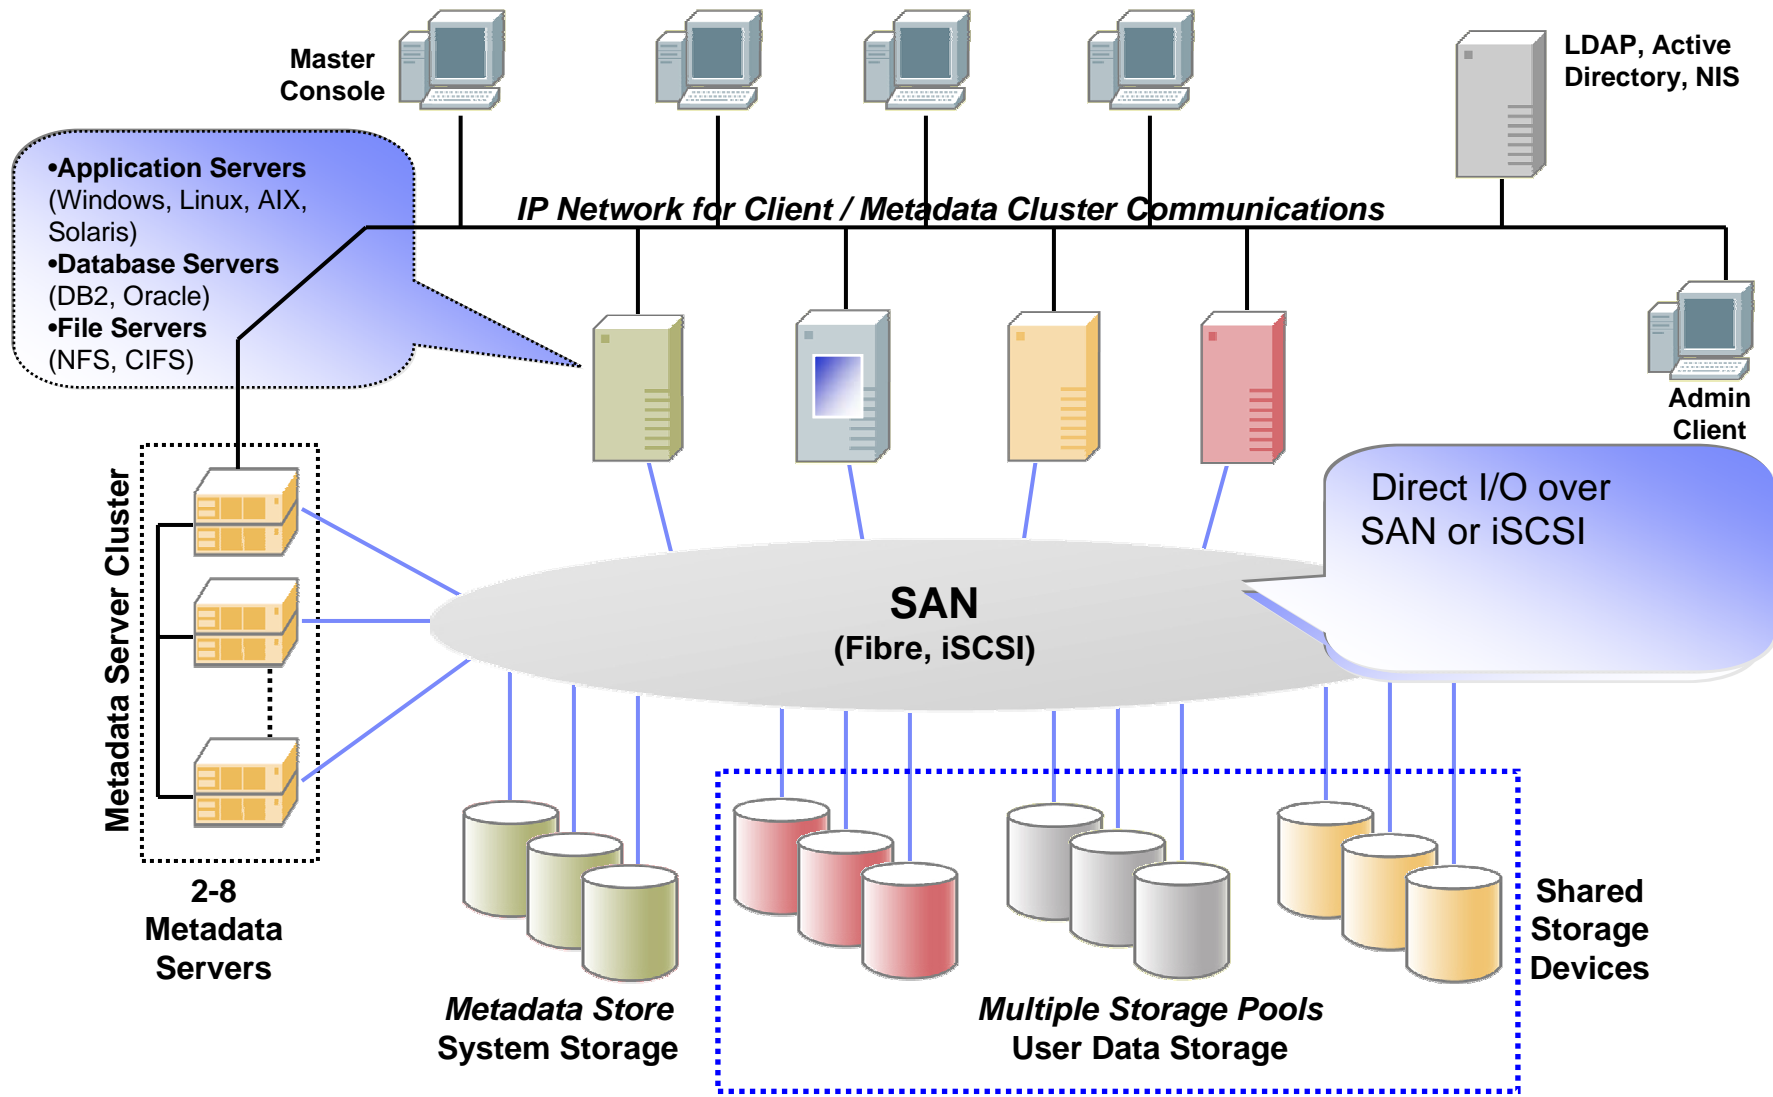 Master
Console
LDAP, Active
Directory, NIS
•Application Servers
(Windows, Linux, AIX,
Solaris)
•Database Servers
(DB2, Oracle)
•File Servers
(NFS, CIFS)
IP Network for Client / Metadata Cluster Communications
Admin
Client
Direct I/O over
SAN or iSCSI
Metadata Server Cluster
SAN
(Fibre, iSCSI)
2-8
Metadada
Servers
Metadata Store
System Storage
Multiple Storage Pools
User Data Storage
Shared
Storage
Devices